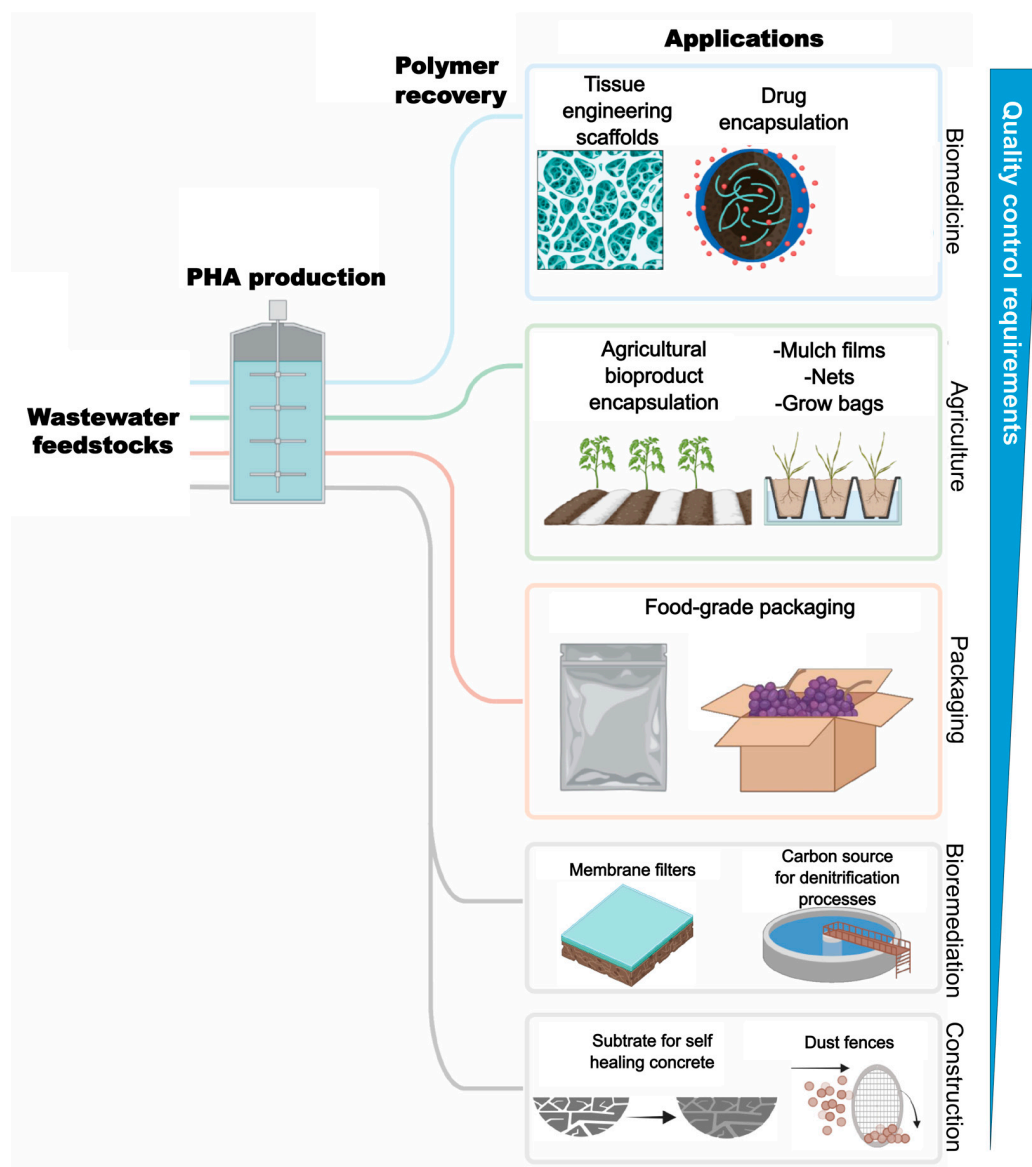 Applications
Polymer
recovery
Tissue
engineering
scaffolds
Drug
encapsulation
Biomedicine
Quality control requirements
PHA production
Wastewater
feedstocks
Agricultural
bioproduct
encapsulation
-Mulch films
-Nets
-Grow bags
Agriculture
Food-grade packaging
Packaging
Membrane filters
Carbon source
for denitrification
processes
Bioremediation
Subtrate for self
healing concrete
Dust fences
Construction